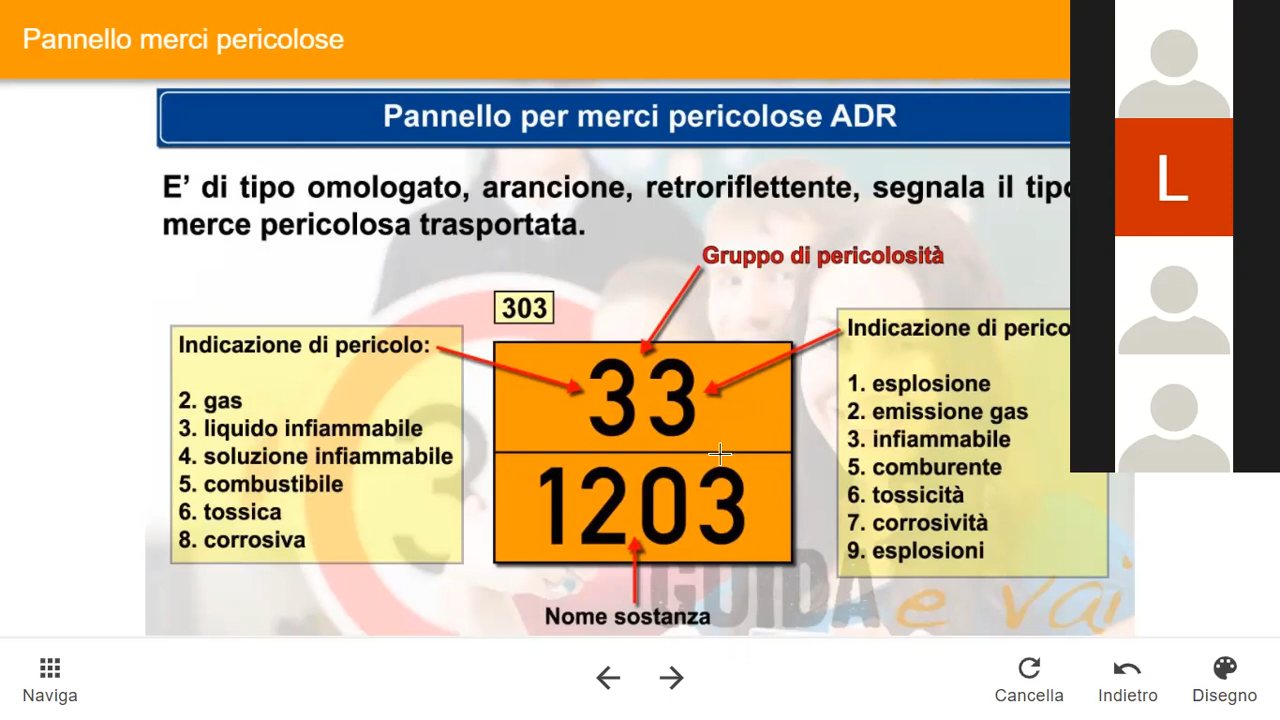 Pannello merci pericolose
Pannello per merci pericolose ADR
E’ di tipo omologato, arancione, retroriflettente, segnala il tipo
merce pericolosa trasportata.
Gruppo di pericolosità
303
Indicazione di pericolo:
2. gas
3. liquido infiammabile
4. soluzione infiammabile
5. combustibile
6. tossica
8. corrosiva
33
1203
Nome sostanza
Indicazione di perico
1. esplosione
2. emissione gas
3. infiammabile
5. comburente
6. tossicità
7. corrosività
9. esplosioni
GUIDA e vai
L
Naviga
Cancella
Indietro
Disegno